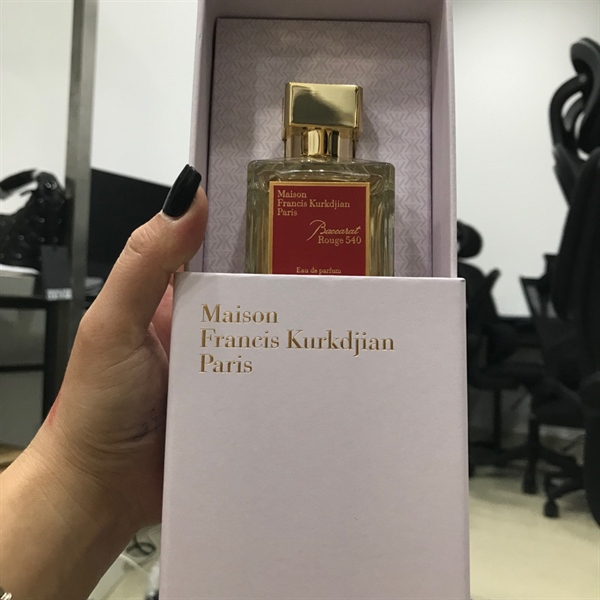 Maison
Francis Kurkdjian
Paris
Baccarat
Rouge 540
Eau de parfum
Maison
Francis Kurkdjian
Paris